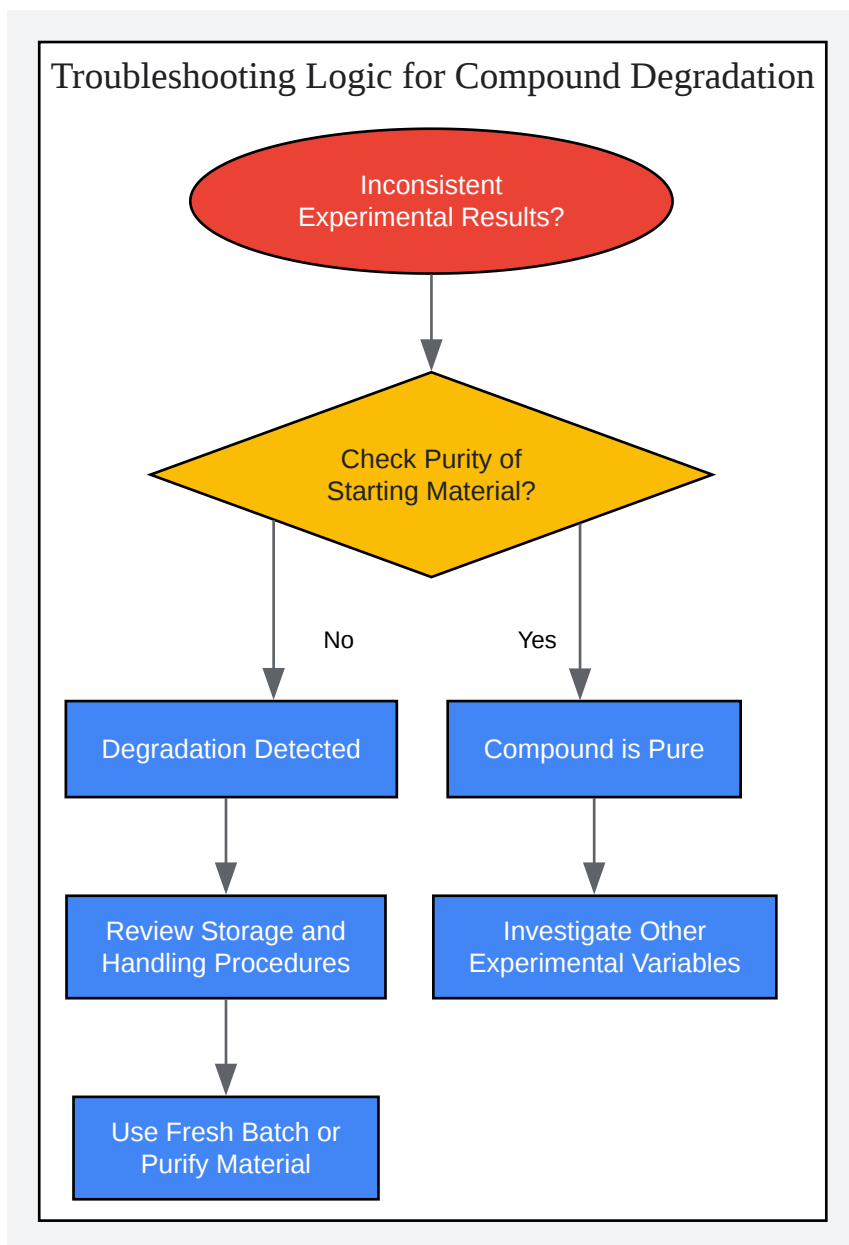 Troubleshooting Logic for Compound Degradation
Inconsistent
Experimental Results?
Check Purity of
Starting Material?
No
Yes
Degradation Detected
Compound is Pure
Review Storage and
Handling Procedures
Investigate Other
Experimental Variables
Use Fresh Batch or
Purify Material